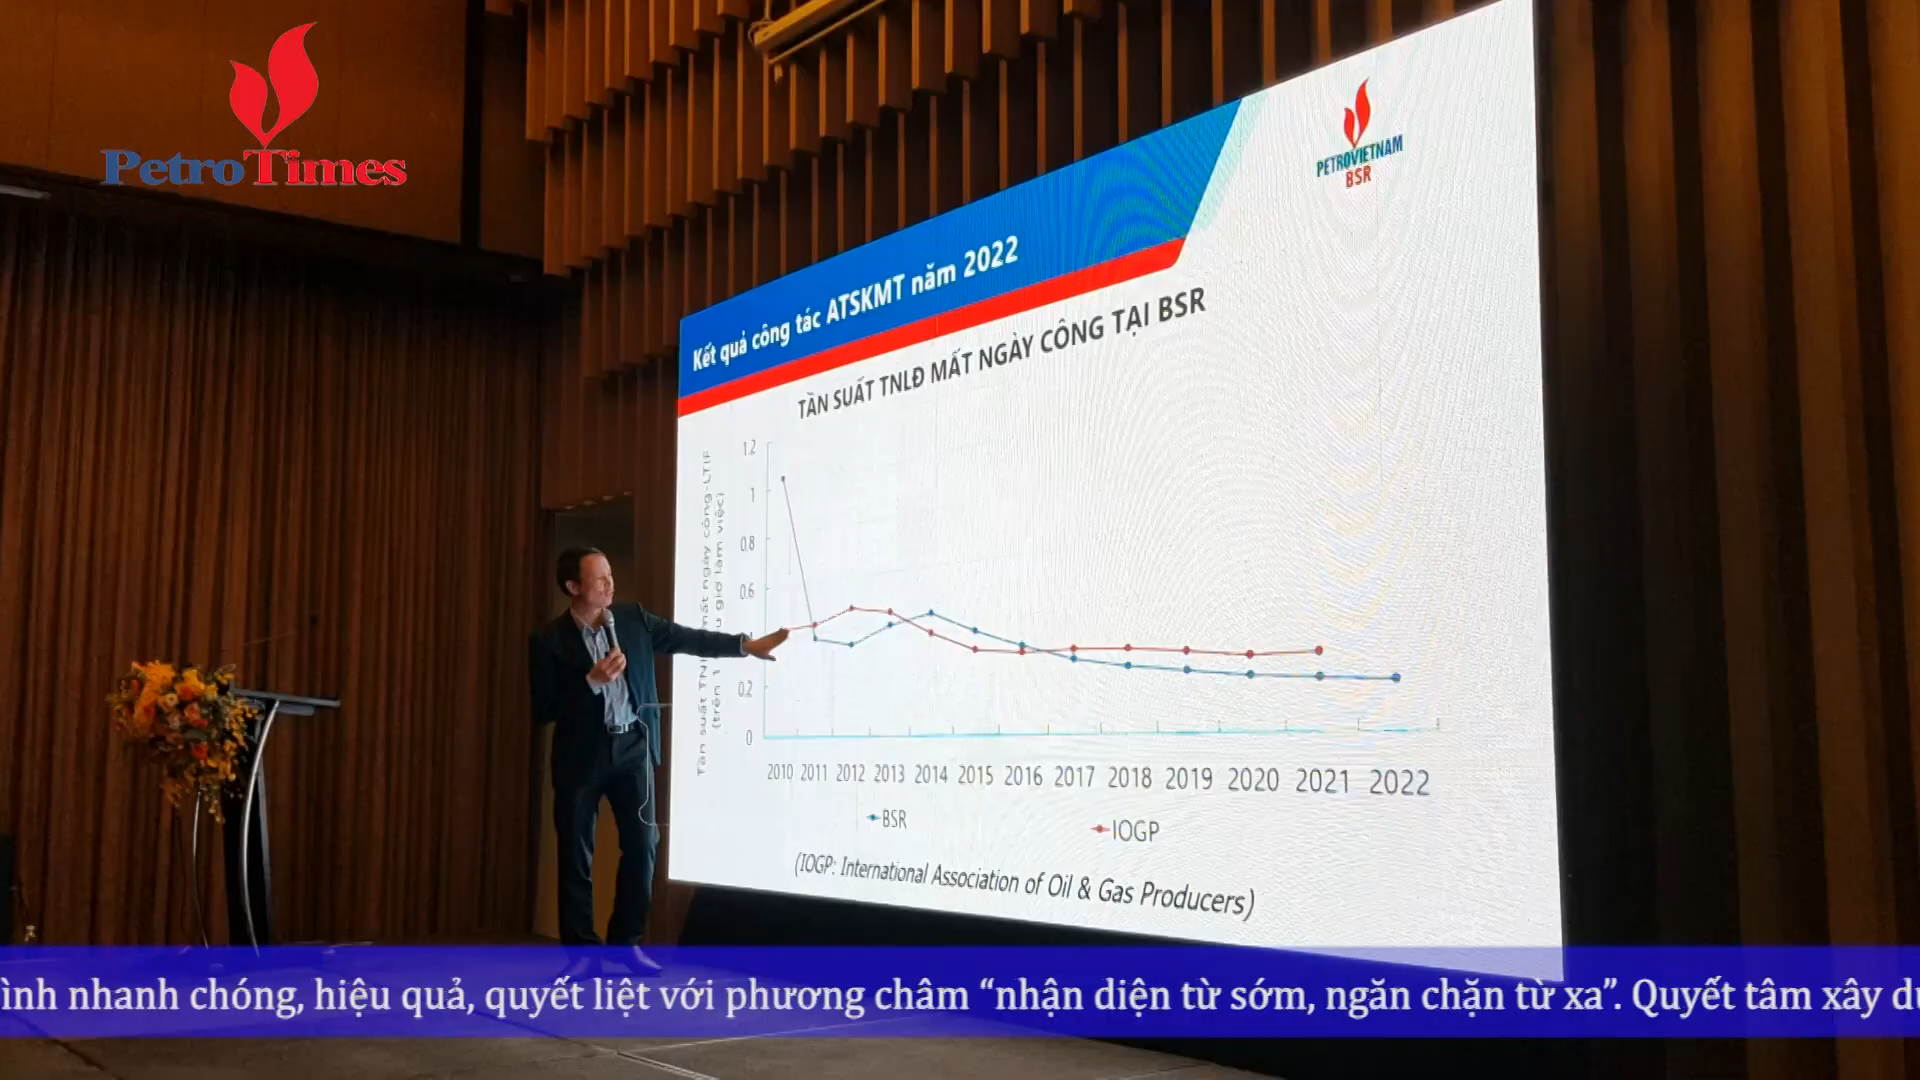 PetroTimes
PETROVIETNAM
BSR
Kết quả công tác ATSKMT năm 2022
TẦN SUẤT TNLĐ MẤT NGÀY CÔNG TẠI BSR
1.2
1
0.8
0.6
0.2
0
2010 2011 2012 2013 2014 2015 2016 2017 2018 2019 2020 2021 2022
BSR
IOGP
(IOGP: International Association of Oil & Gas Producers)
ình nhanh chóng, hiệu quả, quyết liệt với phương châm “nhận diện từ sớm, ngăn chặn từ xa”. Quyết tâm xây